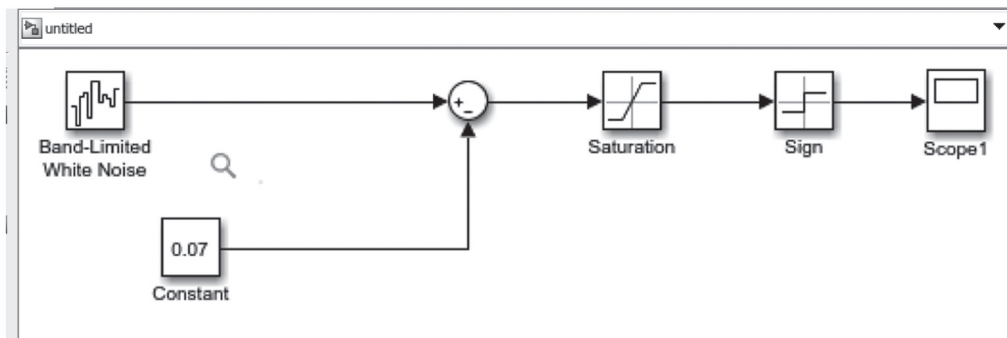 untitled
Band-Limited
White Noise
+
−
Saturation
Sign
Scope1
0.07
Constant